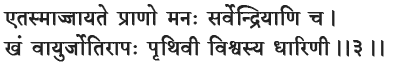 एतस्माज्जायते प्राणो मनः सर्वेन्द्रियाणि च ।
खं वायुर्जोतिरापः पृथिवी विश्वस्य धारिणी ।।३।।